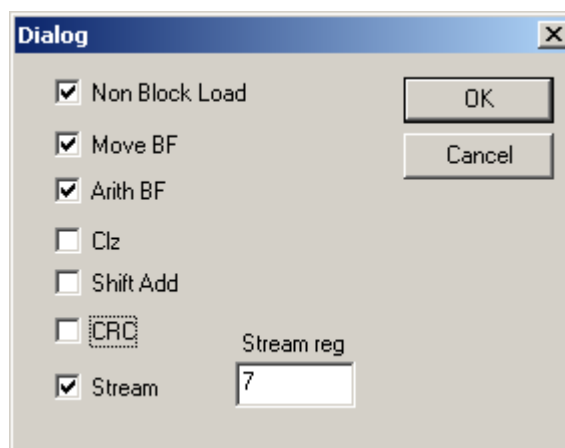 Dialog
Non Block Load
OK
Move BF
Cancel
Arith BF
Clz
Shift Add
CRC
Stream reg
Stream
7